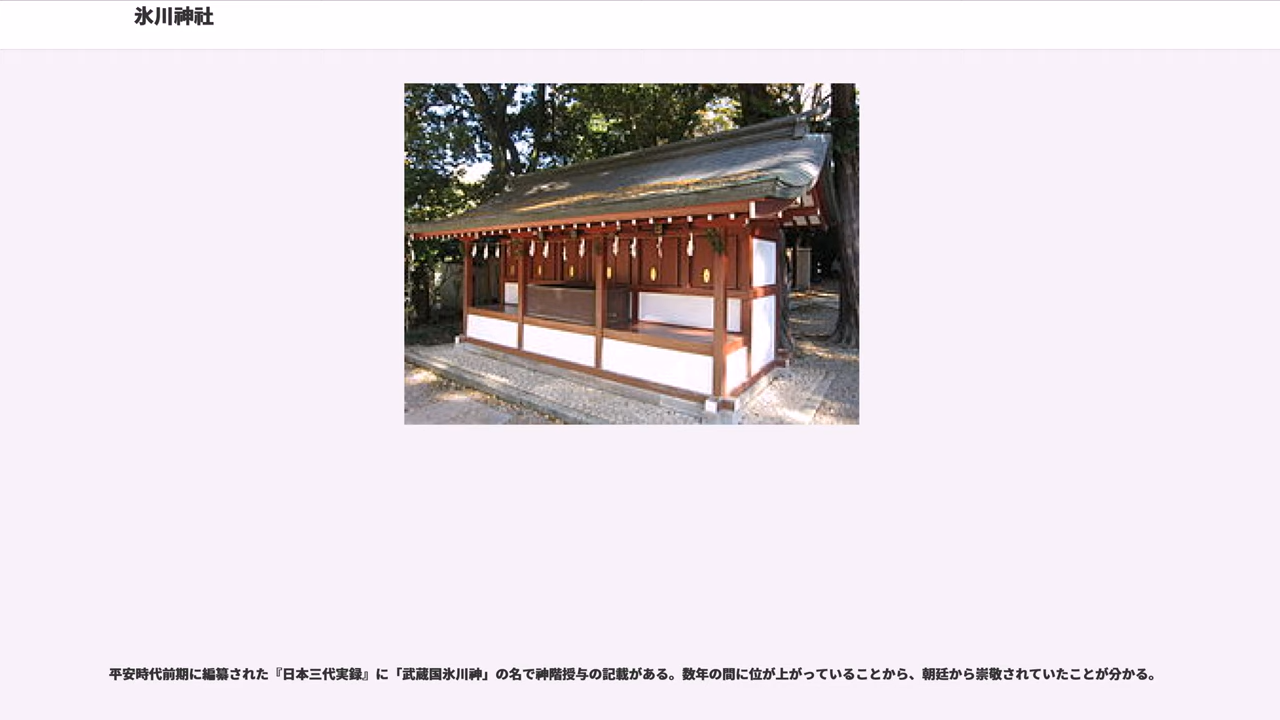 氷川神社
平安時代前期に編纂された『日本三代実録』に「武蔵国氷川神」の名で神階授与の記載がある。数年の間に位が上がっていることから、朝廷から崇敬されていたことが分かる。